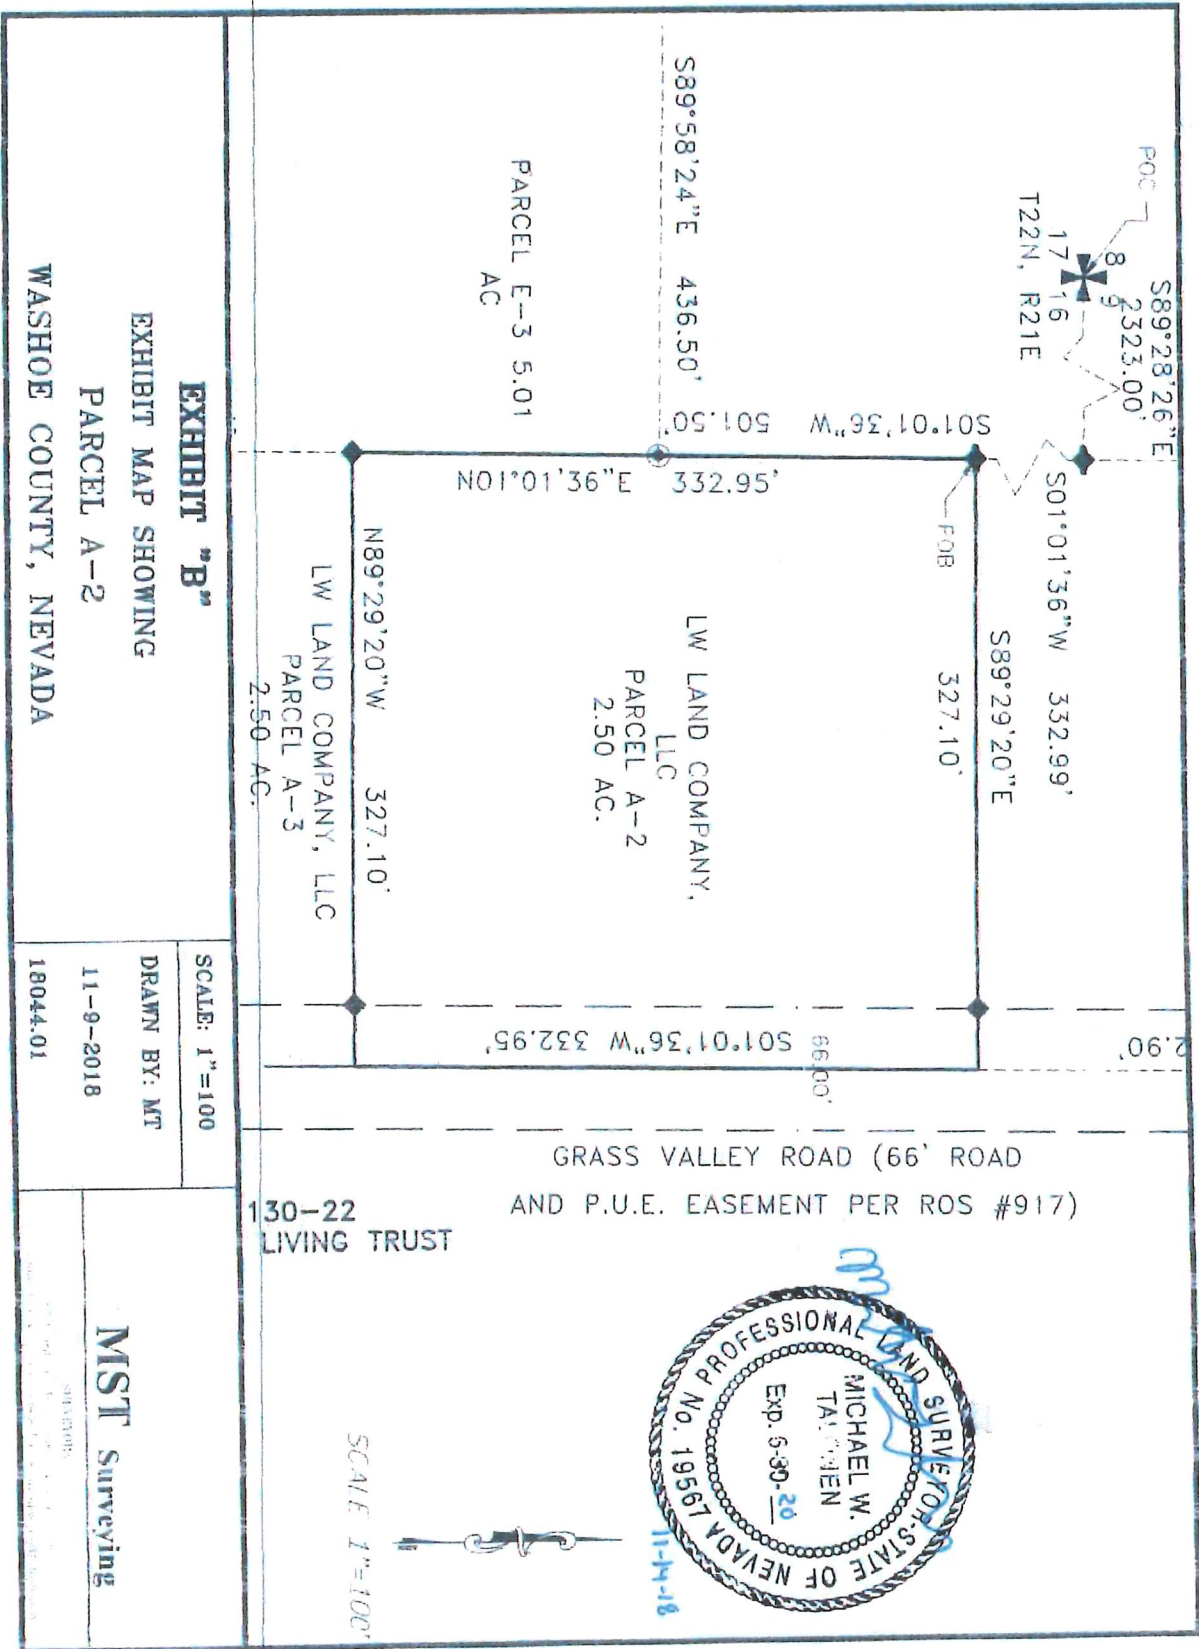 POC
S89°28'26"E
2323.00'
8
9
17
16
T22N, R21E
S01°01'36"W 332.99'
2.90'
S89°29'20"E
327.10'
POB
S01°01'36"W 501.50'
S89°58'24"E 436.50'
N01°01'36"E 332.95'
LW LAND COMPANY,
LLC
PARCEL A-2
2.50 AC.
PARCEL E-3 5.01
AC
S01°01'36"W 332.95'
66.00'
GRASS VALLEY ROAD (66' ROAD
AND P.U.E. EASEMENT PER ROS #917)
N89°29'20"W 327.10'
LW LAND COMPANY, LLC
PARCEL A-3
2.50 AC.
130-22
LIVING TRUST
PROFESSIONAL LAND SURVEYOR-STATE OF NEVADA
No. 19567
MICHAEL W.
Exp. 6-30-20
11-14-18
SCALE 1"=100'
EXHIBIT "B"
EXHIBIT MAP SHOWING
PARCEL A-2
WASHOE COUNTY, NEVADA
SCALE: 1"=100
DRAWN BY: MT
11-9-2018
18044.01
MST Surveying